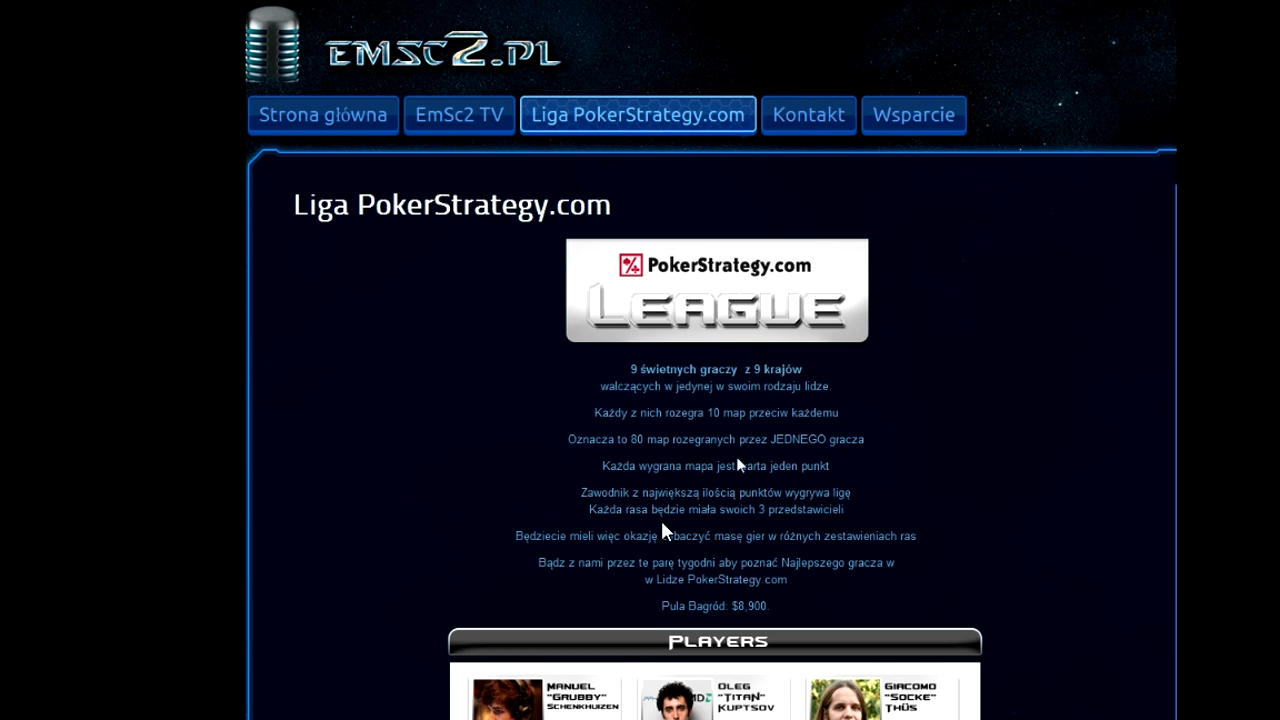 EMSC2.PL
Strona główna
EmSc2 TV
Liga PokerStrategy.com
Kontakt
Wsparcie
Liga PokerStrategy.com
PokerStrategy.com
LEAGUE
9 świetnych graczy z 9 krajów
walczących w jedynej w swoim rodzaju lidze.
Każdy z nich rozegra 10 map przeciw każdemu
Oznacza to 80 map rozegranych przez JEDNEGO gracza
Każda wygrana mapa jest warta jeden punkt
Zawodnik z największą ilością punktów wygrywa ligę
Każda rasa będzie miała swoich 3 przedstawicieli
Będziecie mieli więc okazję zobaczyć masę gier w różnych zestawieniach ras
Bądz z nami przez te parę tygodni aby poznać Najlepszego gracza w
w Lidze PokerStrategy.com
Pula Bagród: $8,900.
PLAYERS
MANUEL
"GRUBBY"
SCHENKHUIZEN
OLEG
"TITAN"
KUPTSOV
GIACOMO
"SOCKE"
THÜS